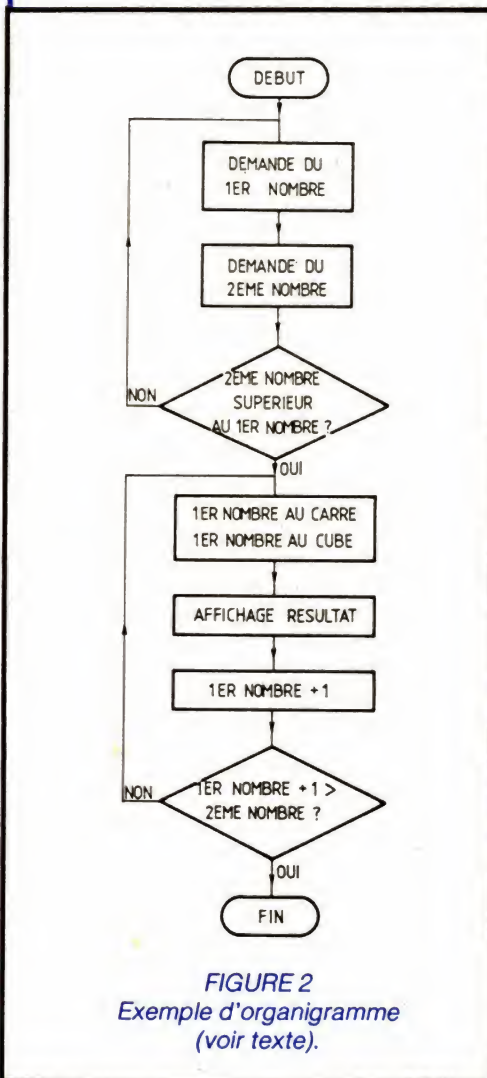 DEBUT
DEMANDE DU
1ER NOMBRE
DEMANDE DU
2EME NOMBRE
2EME NOMBRE
SUPERIEUR
AU 1ER NOMBRE ?
NON
OUI
1ER NOMBRE AU CARRE
1ER NOMBRE AU CUBE
AFFICHAGE RESULTAT
1ER NOMBRE +1
1ER NOMBRE +1 >
2EME NOMBRE ?
NON
OUI
FIN
FIGURE 2
Exemple d'organigramme
(voir texte).